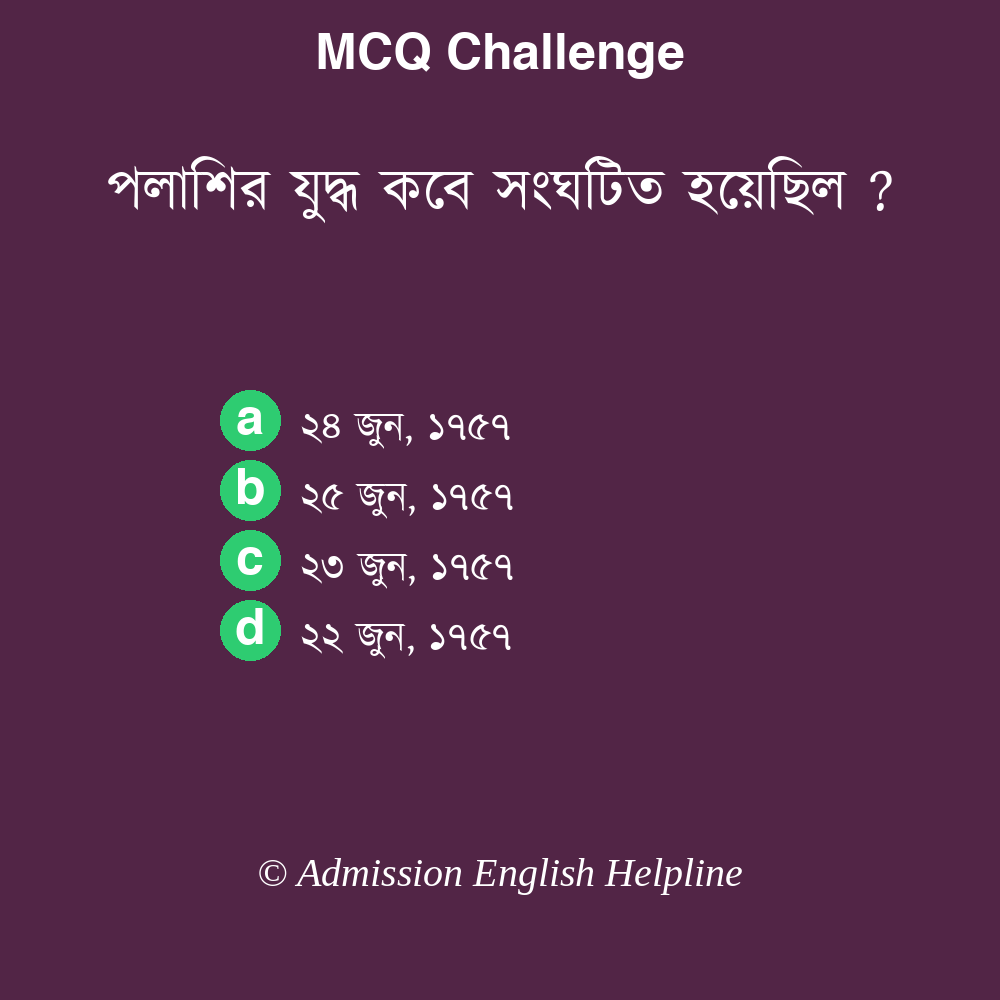 MCQ Challenge
পলাশির যুদ্ধ কবে সংঘটিত হয়েছিল ?
a ২৪ জুন, ১৭৫৭
b ২৫ জুন, ১৭৫৭
c ২৩ জুন, ১৭৫৭
d ২২ জুন, ১৭৫৭
© Admission English Helpline